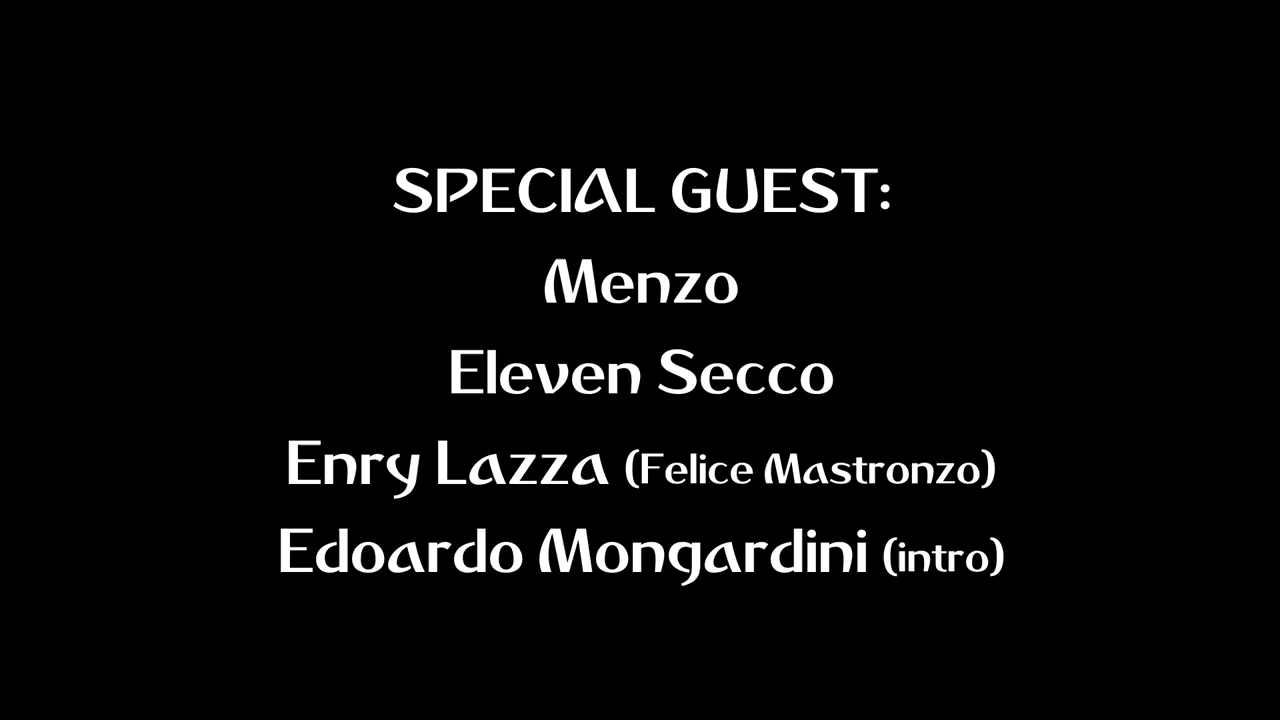 SPECIAL GUEST:
Menzo
Eleven Secco
Enry Lazza (Felice Mastronzo)
Edoardo Mongardini (intro)